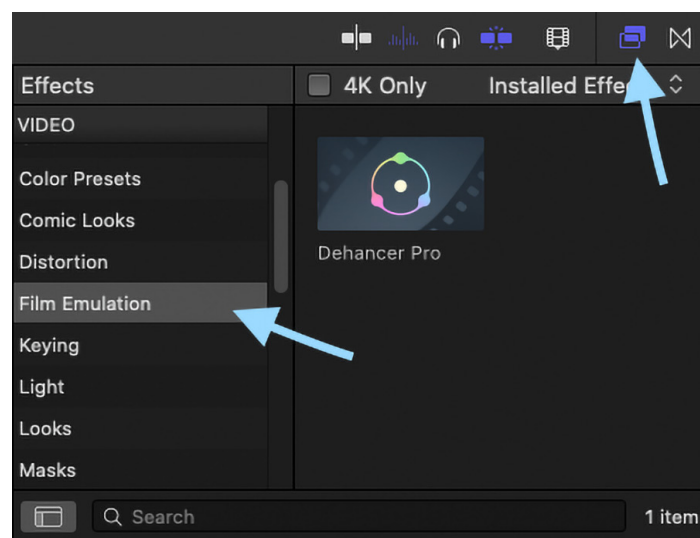 Effects
4K Only
Installed Effe
VIDEO
Color Presets
Comic Looks
Distortion
Film Emulation
Keying
Light
Looks
Masks
Dehancer Pro
Search
1 item